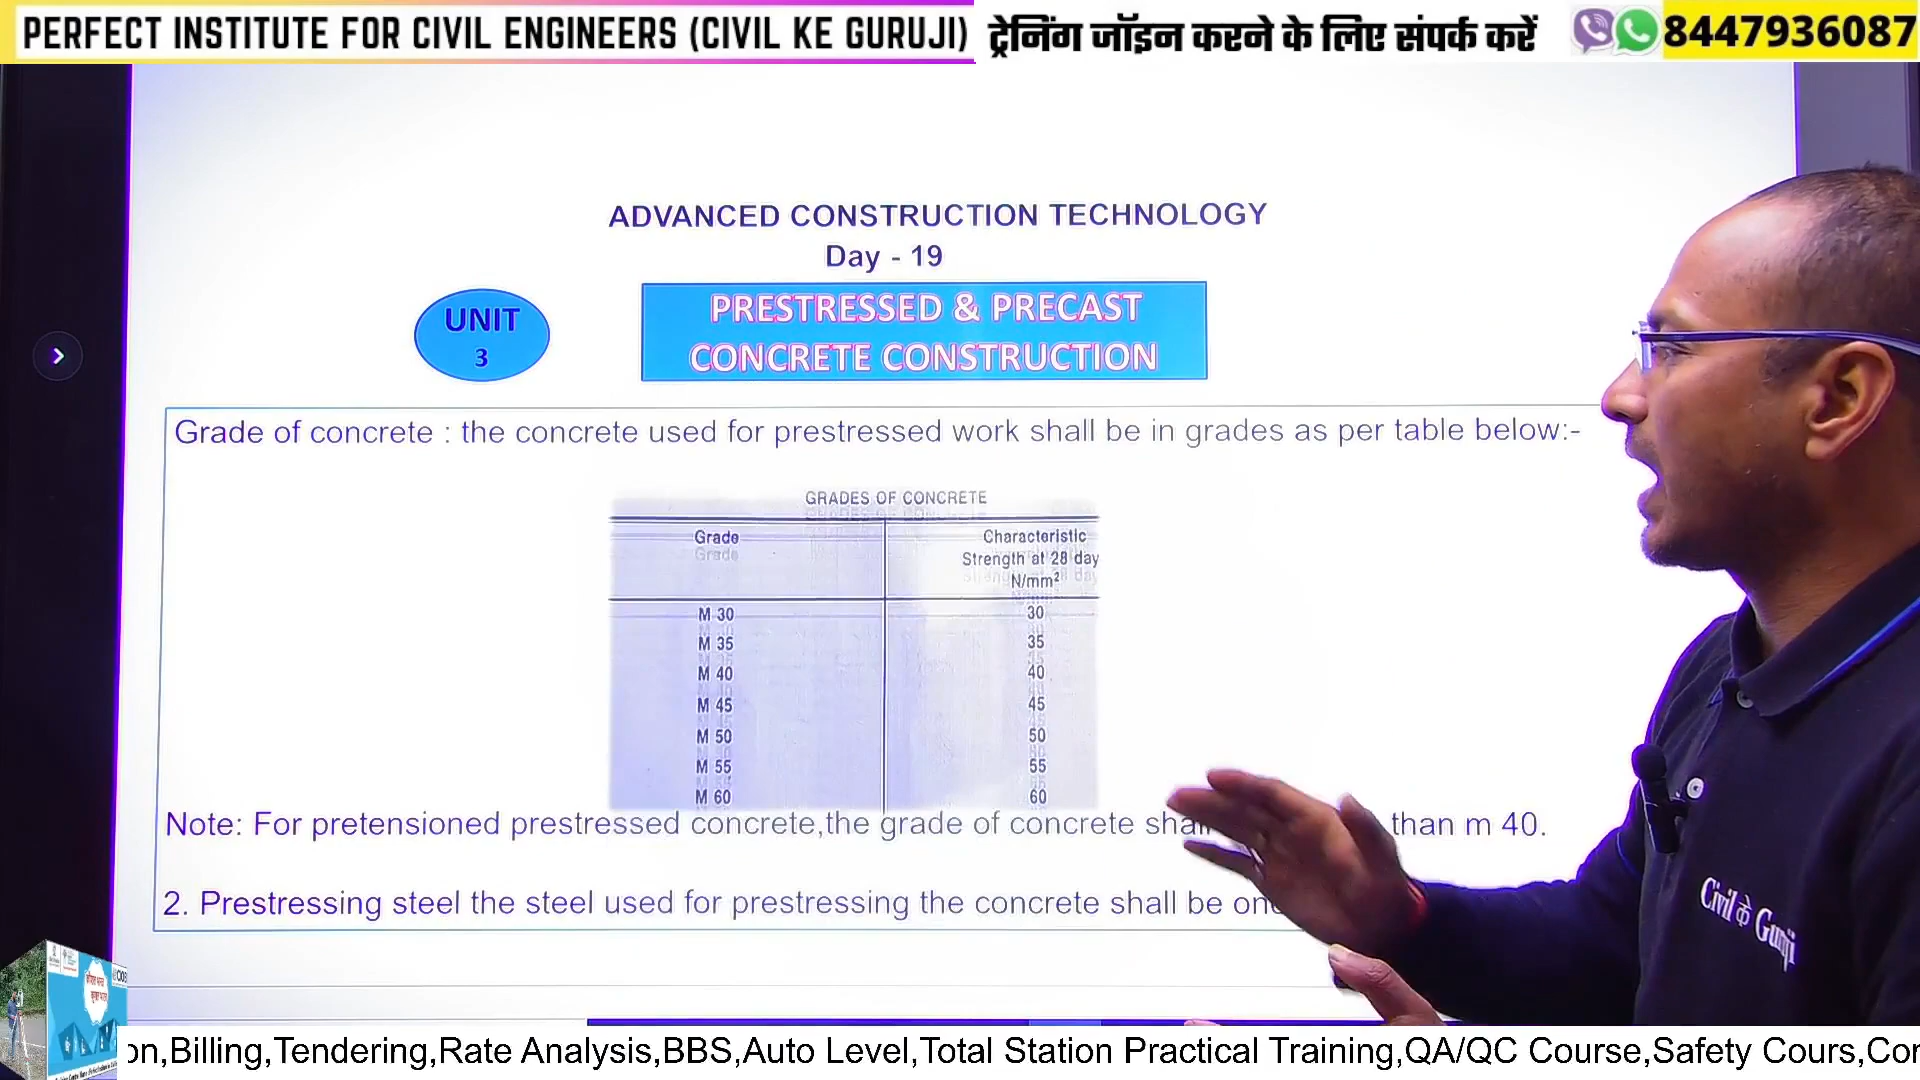 PERFECT INSTITUTE FOR CIVIL ENGINEERS (CIVIL KE GURUJI) ट्रेनिंग जॉइन करने के लिए संपर्क करें 8447936087
ADVANCED CONSTRUCTION TECHNOLOGY
Day - 19
UNIT
3
PRESTRESSED & PRECAST
CONCRETE CONSTRUCTION
Grade of concrete : the concrete used for prestressed work shall be in grades as per table below:-
GRADES OF CONCRETE
Grade Characteristic
Strength at 28 day
N/mm²
M 30 30
M 35 35
M 40 40
M 45 45
M 50 50
M 55 55
M 60 60
Note: For pretensioned prestressed concrete,the grade of concrete than m 40.
2. Prestressing steel the steel used for prestressing the concrete shall be
Civil के Guruji
on,Billing,Tendering,Rate Analysis,BBS,Auto Level,Total Station Practical Training,QA/QC Course,Safety Cours,Con